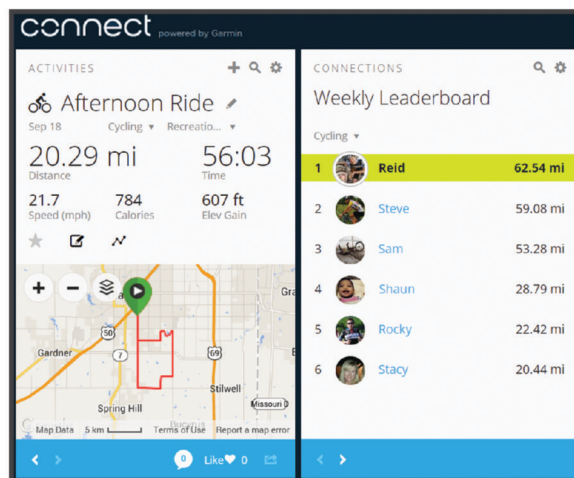 connect powered by Garmin
ACTIVITIES
Afternoon Ride
Sep 18 Cycling Recreatio...
20.29 mi 56:03
Distance Time
21.7 784 607 ft
Speed (mph) Calories Elev Gain
50
Gardner
7
69
Stilwell
Spring Hill
Missouri D
Map Data 5 km Terms of Use Report a map error
0 Like 0
CONNECTIONS
Weekly Leaderboard
Cycling
1 Reid 62.54 mi
2 Steve 59.08 mi
3 Sam 53.28 mi
4 Shaun 28.79 mi
5 Rocky 22.42 mi
6 Stacy 20.44 mi